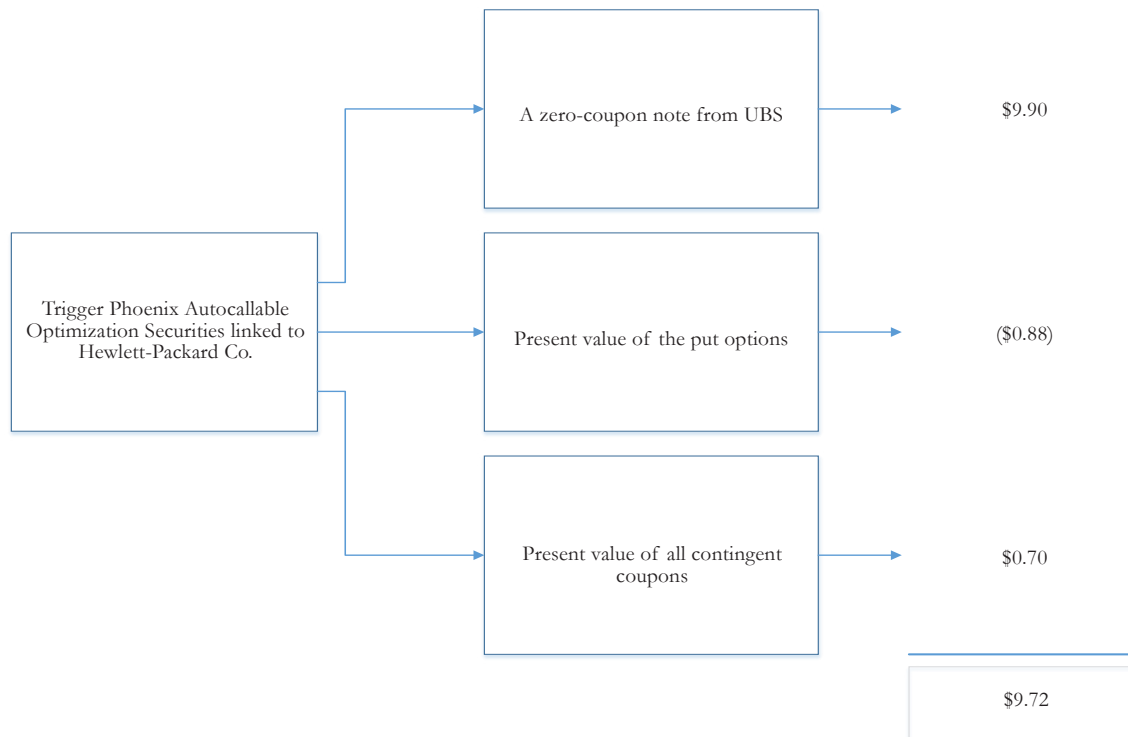 A zero-coupon note from UBS
$9.90
Trigger Phoenix Autocallable
Optimization Securities linked to
Hewlett-Packard Co.
Present value of the put options
($0.88)
Present value of all contingent
coupons
$0.70
$9.72